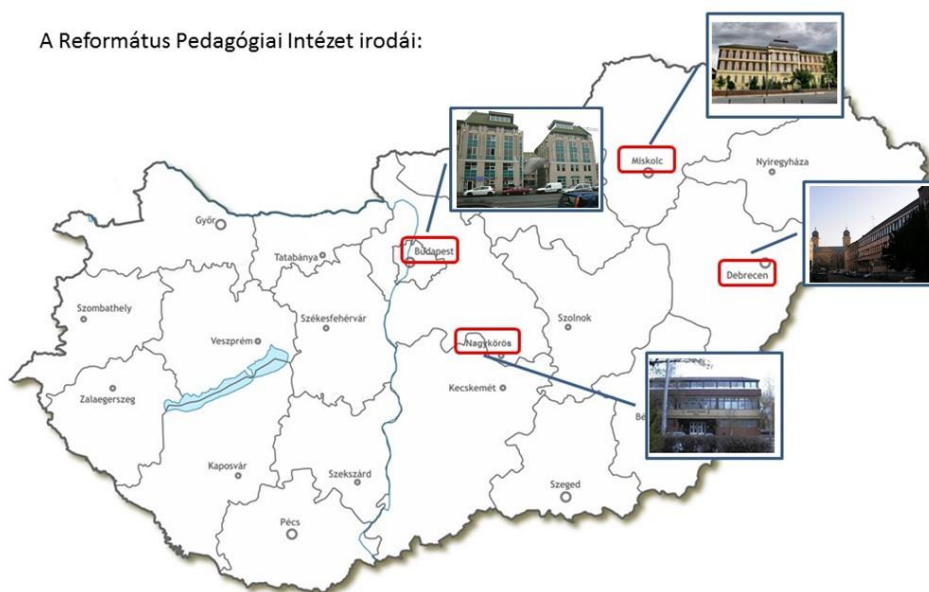 A Református Pedagógiai Intézet irodái:
Miskolc
Nyíregyháza
Győr
Budapest
Tatabánya
Debrecen
Szombathely
Székesfehérvár
Szolnok
Veszprém
Nagykőrös
Zalaegerszeg
Kecskemét
Kaposvár
Szekszárd
Szeged
Pécs